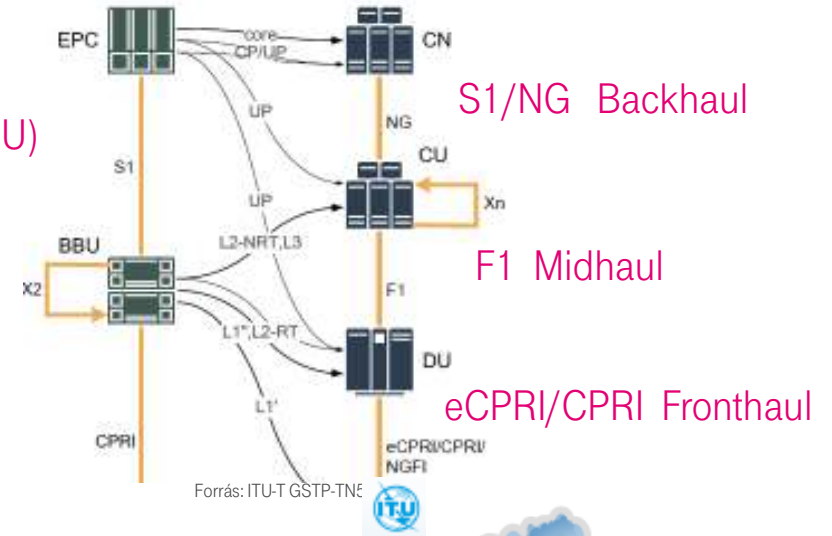 EPC
core
CP/UP
CN
S1/NG Backhaul
U)
UP
NG
S1
CU
Xn
UP
BBU
L2-NRT,L3
F1 Midhaul
X2
F1
L1",L2-RT
DU
L1'
eCPRI/CPRI Fronthaul
CPRI
eCPRI/CPRI/
NGFI
Forrás: ITU-T GSTP-TN5
ITU